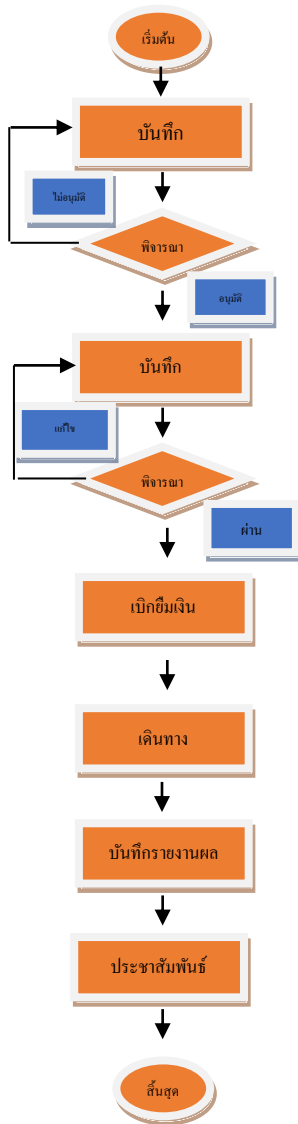 เริ่มต้น
บันทึก
ไม่อนุมัติ
พิจารณา
อนุมัติ
บันทึก
แก้ไข
พิจารณา
ผ่าน
เบิกยืมเงิน
เดินทาง
บันทึกรายงานผล
ประชาสัมพันธ์
สิ้นสุด